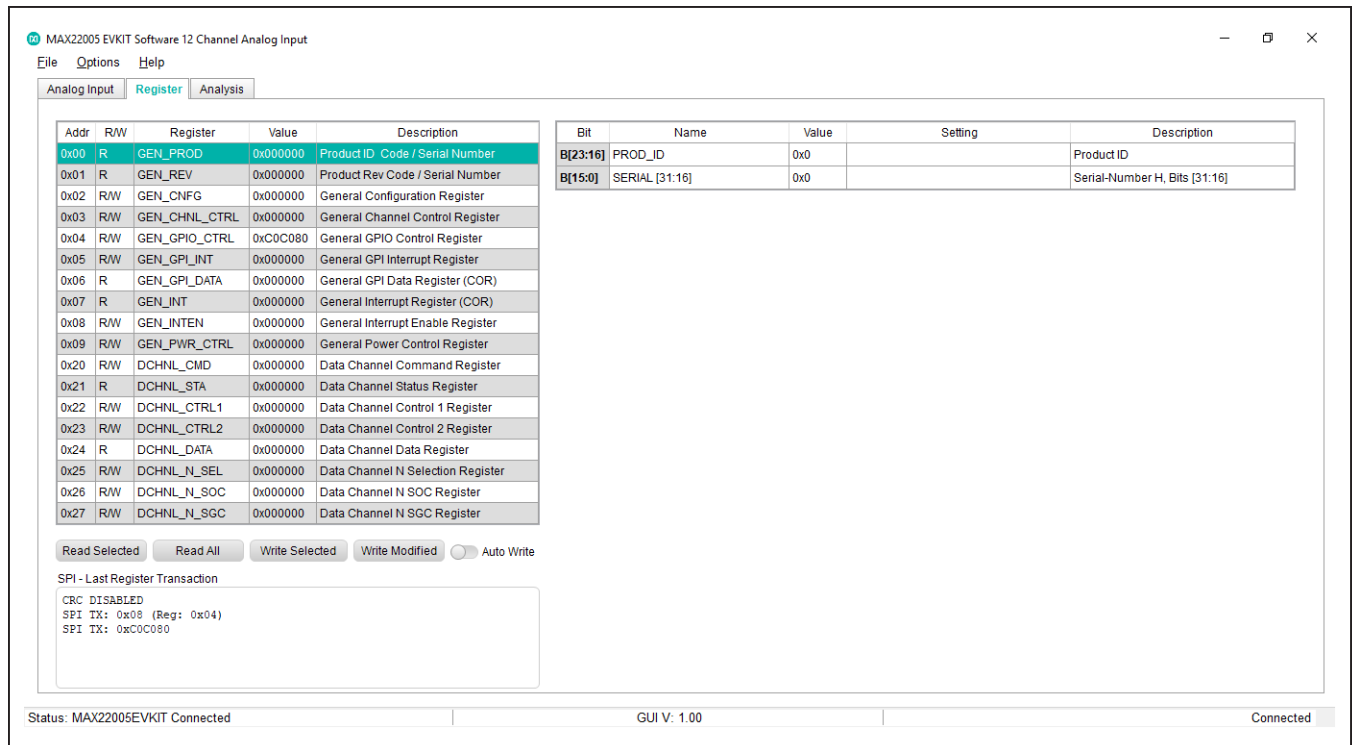 MAX22005 EVKIT Software 12 Channel Analog Input
File Options Help
Analog Input Register Analysis
Addr R/W Register Value Description
0x00 R GEN_PROD 0x000000 Product ID Code / Serial Number
0x01 R GEN_REV 0x000000 Product Rev Code / Serial Number
0x02 R/W GEN_CNFG 0x000000 General Configuration Register
0x03 R/W GEN_CHNL_CTRL 0x000000 General Channel Control Register
0x04 R/W GEN_GPIO_CTRL 0xC0C080 General GPIO Control Register
0x05 R/W GEN_GPI_INT 0x000000 General GPI Interrupt Register
0x06 R GEN_GPI_DATA 0x000000 General GPI Data Register (COR)
0x07 R GEN_INT 0x000000 General Interrupt Register (COR)
0x08 R/W GEN_INTEN 0x000000 General Interrupt Enable Register
0x09 R/W GEN_PWR_CTRL 0x000000 General Power Control Register
0x20 R/W DCHNL_CMD 0x000000 Data Channel Command Register
0x21 R DCHNL_STA 0x000000 Data Channel Status Register
0x22 R/W DCHNL_CTRL1 0x000000 Data Channel Control 1 Register
0x23 R/W DCHNL_CTRL2 0x000000 Data Channel Control 2 Register
0x24 R DCHNL_DATA 0x000000 Data Channel Data Register
0x25 R/W DCHNL_N_SEL 0x000000 Data Channel N Selection Register
0x26 R/W DCHNL_N_SOC 0x000000 Data Channel N SOC Register
0x27 R/W DCHNL_N_SGC 0x000000 Data Channel N SGC Register
Read Selected Read All Write Selected Write Modified Auto Write
SPI - Last Register Transaction
CRC DISABLED
SPI TX: 0x08 (Reg: 0x04)
SPI TX: 0xC0C080
Bit Name Value Setting Description
B[23:16] PROD_ID 0x0 Product ID
B[15:0] SERIAL [31:16] 0x0 Serial-Number H, Bits [31:16]
Status: MAX22005EVKIT Connected GUI V: 1.00 Connected